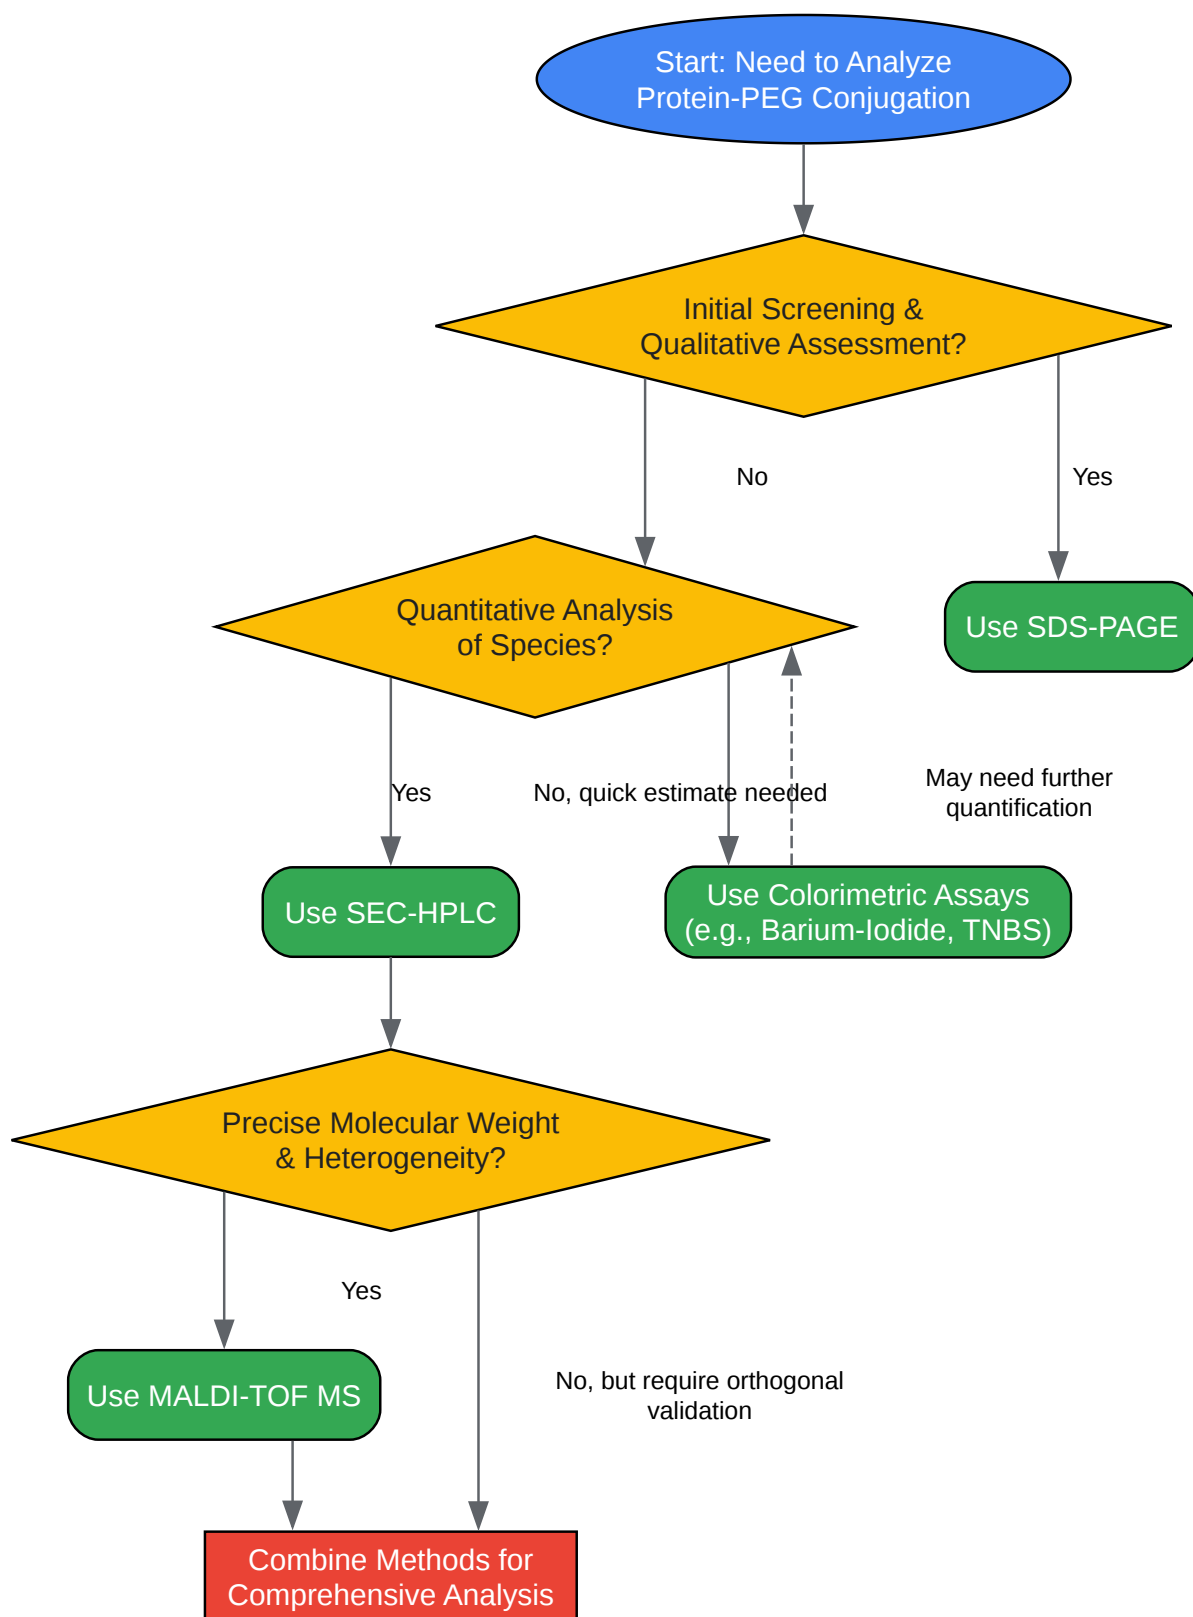 Start: Need to Analyze
Protein-PEG Conjugation
Initial Screening &
Qualitative Assessment?
No
Yes
Quantitative Analysis
of Species?
Use SDS-PAGE
Yes
No, quick estimate needed
May need further
quantification
Use SEC-HPLC
Use Colorimetric Assays
(e.g., Barium-Iodide, TNBS)
Precise Molecular Weight
& Heterogeneity?
Yes
No, but require orthogonal
validation
Use MALDI-TOF MS
Combine Methods for
Comprehensive Analysis